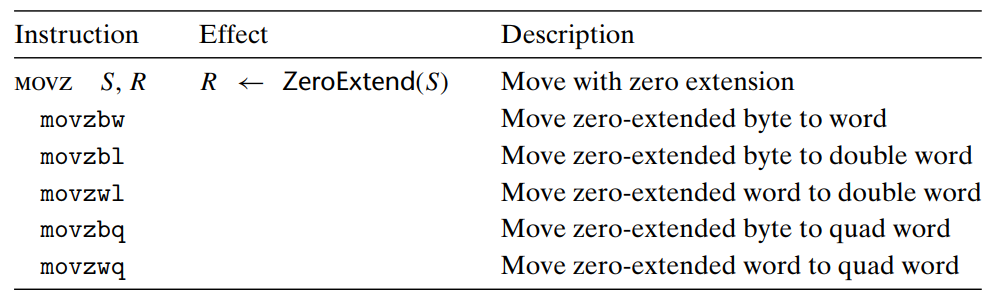 Instruction Effect Description
MOVZ S, R R ← ZeroExtend(S) Move with zero extension
movzbw Move zero-extended byte to word
movzbl Move zero-extended byte to double word
movzwl Move zero-extended word to double word
movzbq Move zero-extended byte to quad word
movzwq Move zero-extended word to quad word